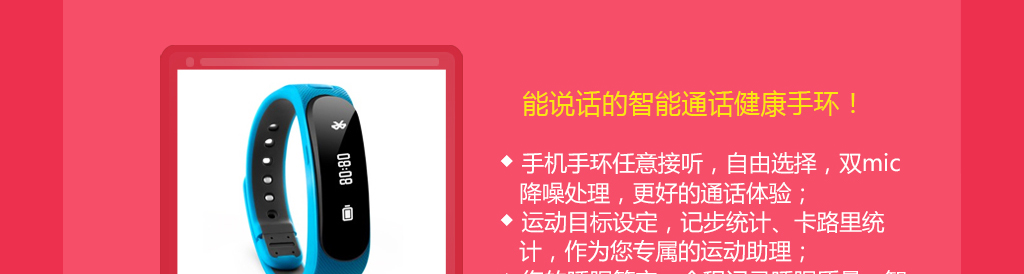 能说话的智能通话健康手环！
08:08
◆ 手机手环任意接听，自由选择，双mic
降噪处理，更好的通话体验；
◆ 运动目标设定，记步统计、卡路里统
计，作为您专属的运动助理；